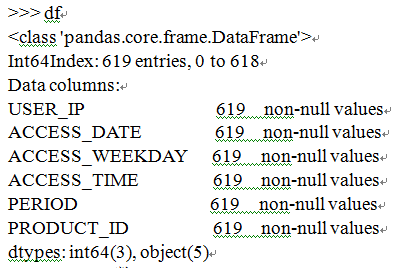 >>> df
<class 'pandas.core.frame.DataFrame'>
Int64Index: 619 entries, 0 to 618
Data columns:
USER_IP 619 non-null values
ACCESS_DATE 619 non-null values
ACCESS_WEEKDAY 619 non-null values
ACCESS_TIME 619 non-null values
PERIOD 619 non-null values
PRODUCT_ID 619 non-null values
dtypes: int64(3), object(5)